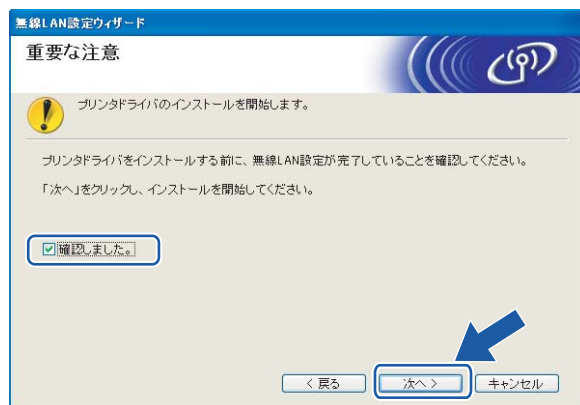 無線LAN設定ウィザード
重要な注意
プリンタドライバのインストールを開始します。
プリンタドライバをインストールする前に、無線LAN設定が完了していることを確認してください。
「次へ」をクリックし、インストールを開始してください。
確認しました。
< 戻る
次へ >
キャンセル